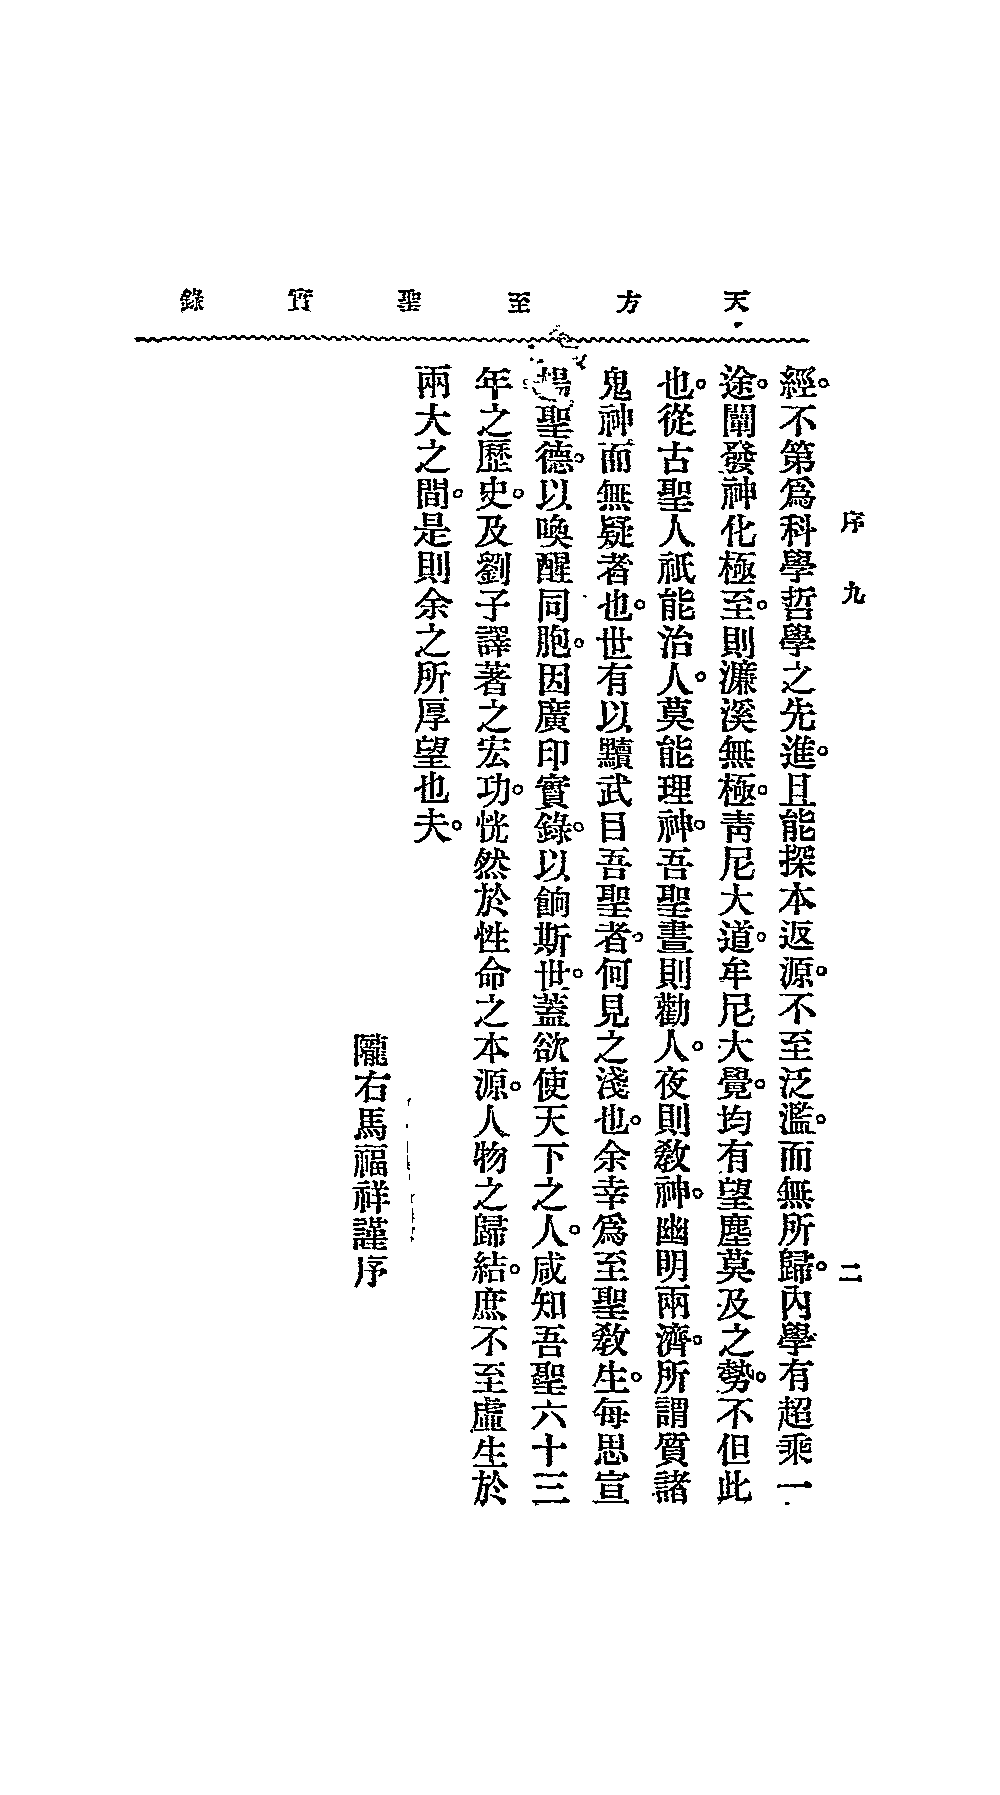 天方至聖實錄
序九 二
經。不第爲科學哲學之先進。且能探本返源。不至泛濫。而無所歸。內學有超乘一
途。闡發神化極至。則濂溪無極。靑尼大道。牟尼大覺。均有望塵莫及之勢。不但此
也。從古聖人祇能治人。莫能理神。吾聖晝則勸人。夜則敎神。幽明兩濟。所謂質諸
鬼神而無疑者也。世有以黷武目吾聖者。何見之淺也。余幸爲至聖敎生。每思宣
揚聖德。以喚醒同胞。因廣印實錄。以餉斯世。蓋欲使天下之人。咸知吾聖六十三
年之歷史。及劉子譯著之宏功。恍然於性命之本源。人物之歸結。庶不至虛生於
兩大之間。是則余之所厚望也夫。
隴右馬福祥謹序